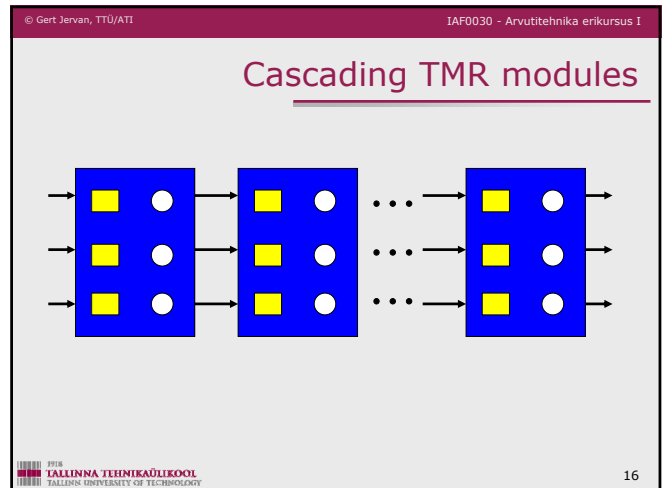 © Gert Jervan, TTÜ/ATI
IAF0030 - Arvutitehnika erikursus I
Cascading TMR modules
1918
TALLINNA TEHNIKAÜLIKOOL
TALLINN UNIVERSITY OF TECHNOLOGY
16